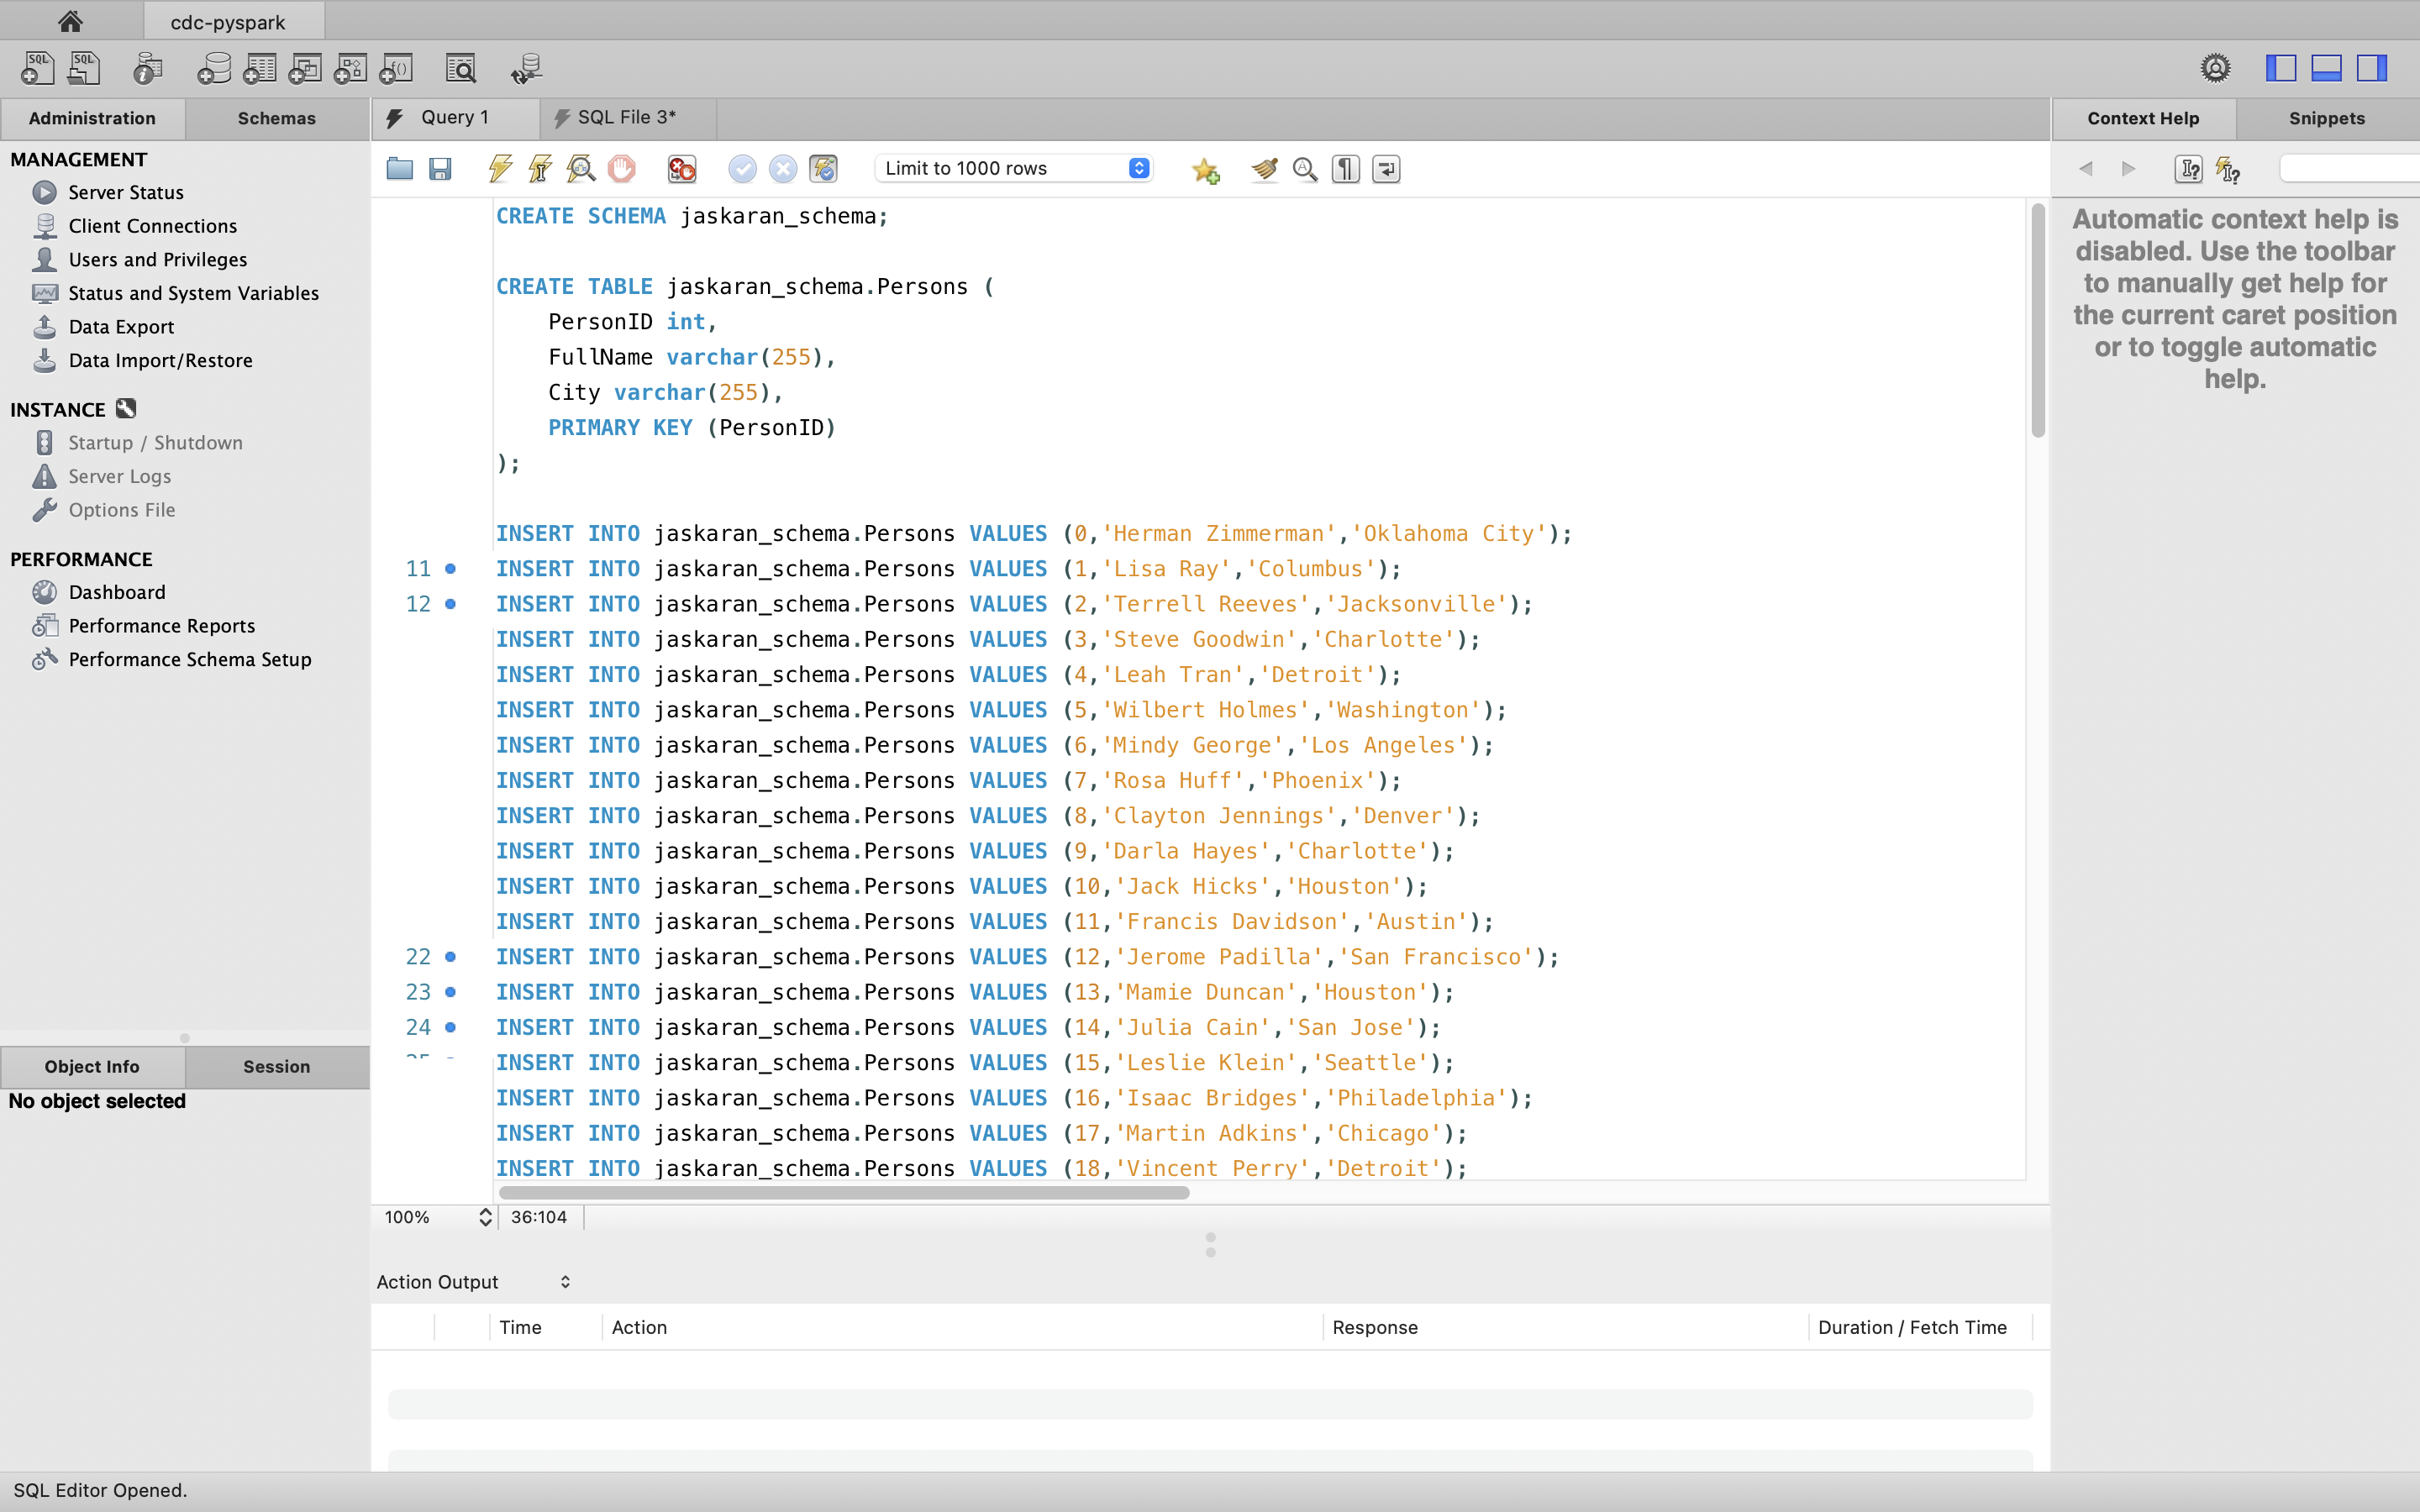 cdc-pyspark
SQL SQL
Administration Schemas
Query 1 SQL File 3*
Context Help Snippets
Limit to 1000 rows
MANAGEMENT
Server Status
Client Connections
Users and Privileges
Status and System Variables
Data Export
Data Import/Restore
INSTANCE
Startup / Shutdown
Server Logs
Options File
PERFORMANCE
Dashboard
Performance Reports
Performance Schema Setup
Object Info Session
No object selected
CREATE SCHEMA jaskaran_schema;
CREATE TABLE jaskaran_schema.Persons (
PersonID int,
FullName varchar(255),
City varchar(255),
PRIMARY KEY (PersonID)
);
INSERT INTO jaskaran_schema.Persons VALUES (0,'Herman Zimmerman','Oklahoma City');
11 INSERT INTO jaskaran_schema.Persons VALUES (1,'Lisa Ray','Columbus');
12 INSERT INTO jaskaran_schema.Persons VALUES (2,'Terrell Reeves','Jacksonville');
INSERT INTO jaskaran_schema.Persons VALUES (3,'Steve Goodwin','Charlotte');
INSERT INTO jaskaran_schema.Persons VALUES (4,'Leah Tran','Detroit');
INSERT INTO jaskaran_schema.Persons VALUES (5,'Wilbert Holmes','Washington');
INSERT INTO jaskaran_schema.Persons VALUES (6,'Mindy George','Los Angeles');
INSERT INTO jaskaran_schema.Persons VALUES (7,'Rosa Huff','Phoenix');
INSERT INTO jaskaran_schema.Persons VALUES (8,'Clayton Jennings','Denver');
INSERT INTO jaskaran_schema.Persons VALUES (9,'Darla Hayes','Charlotte');
INSERT INTO jaskaran_schema.Persons VALUES (10,'Jack Hicks','Houston');
INSERT INTO jaskaran_schema.Persons VALUES (11,'Francis Davidson','Austin');
22 INSERT INTO jaskaran_schema.Persons VALUES (12,'Jerome Padilla','San Francisco');
23 INSERT INTO jaskaran_schema.Persons VALUES (13,'Mamie Duncan','Houston');
24 INSERT INTO jaskaran_schema.Persons VALUES (14,'Julia Cain','San Jose');
INSERT INTO jaskaran_schema.Persons VALUES (15,'Leslie Klein','Seattle');
INSERT INTO jaskaran_schema.Persons VALUES (16,'Isaac Bridges','Philadelphia');
INSERT INTO jaskaran_schema.Persons VALUES (17,'Martin Adkins','Chicago');
INSERT INTO jaskaran_schema.Persons VALUES (18,'Vincent Perry','Detroit');
100% 36:104
Action Output
Time Action Response Duration / Fetch Time
Automatic context help is
disabled. Use the toolbar
to manually get help for
the current caret position
or to toggle automatic
help.
SQL Editor Opened.